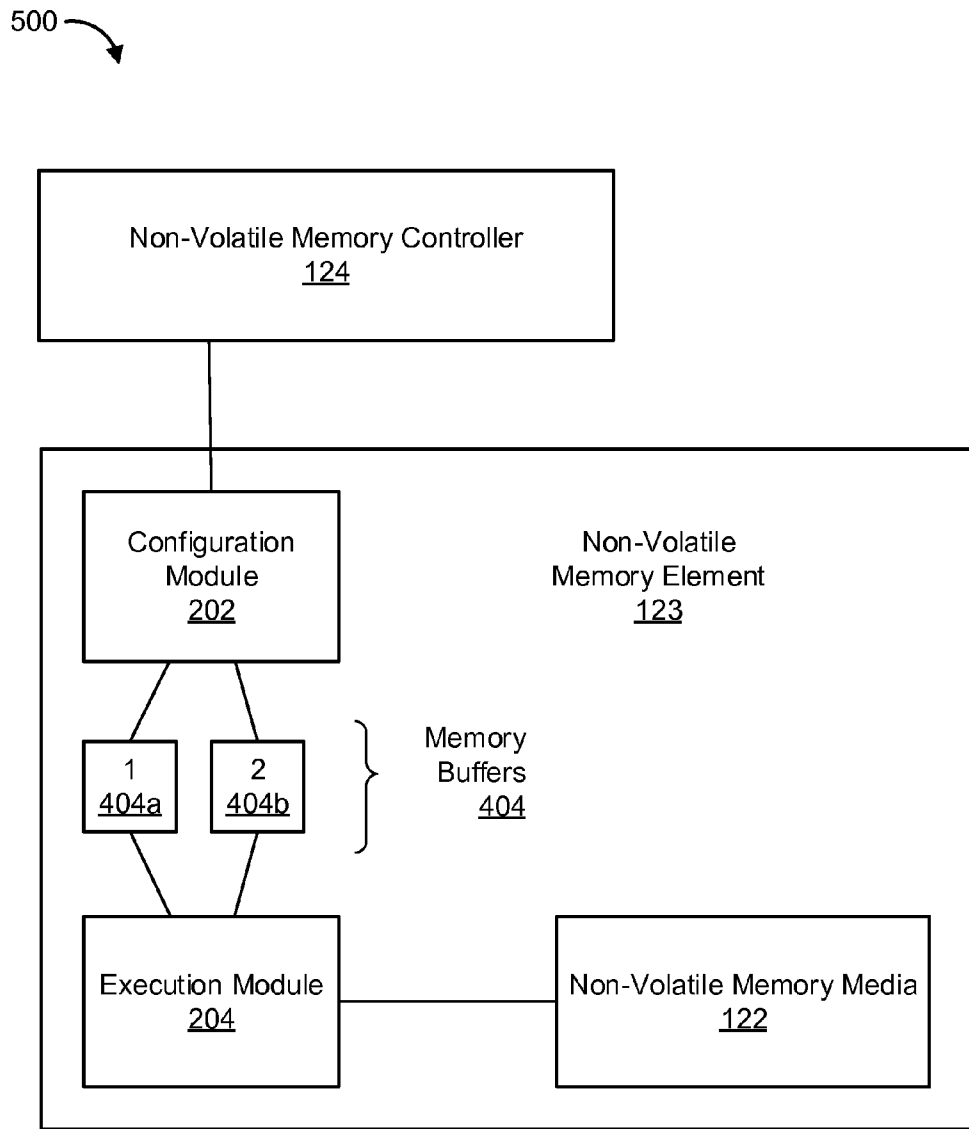 500
Non-Volatile Memory Controller
124
Configuration
Module
202
Non-Volatile
Memory Element
123
1
404a
2
404b
Memory
Buffers
404
Execution Module
204
Non-Volatile Memory Media
122